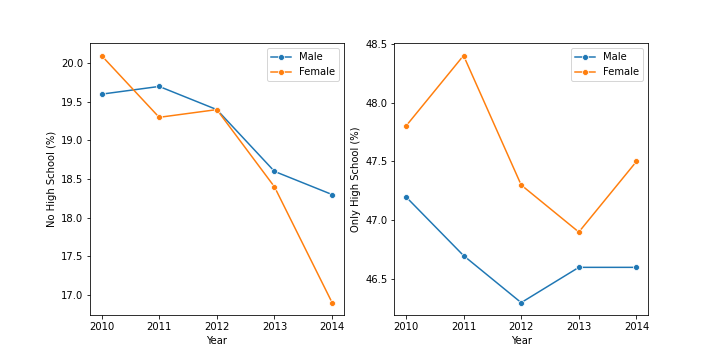 Male
Female
20.0
19.5
19.0
18.5
18.0
17.5
17.0
No High School (%)
2010 2011 2012 2013 2014
Year
Male
Female
48.5
48.0
47.5
47.0
46.5
Only High School (%)
2010 2011 2012 2013 2014
Year